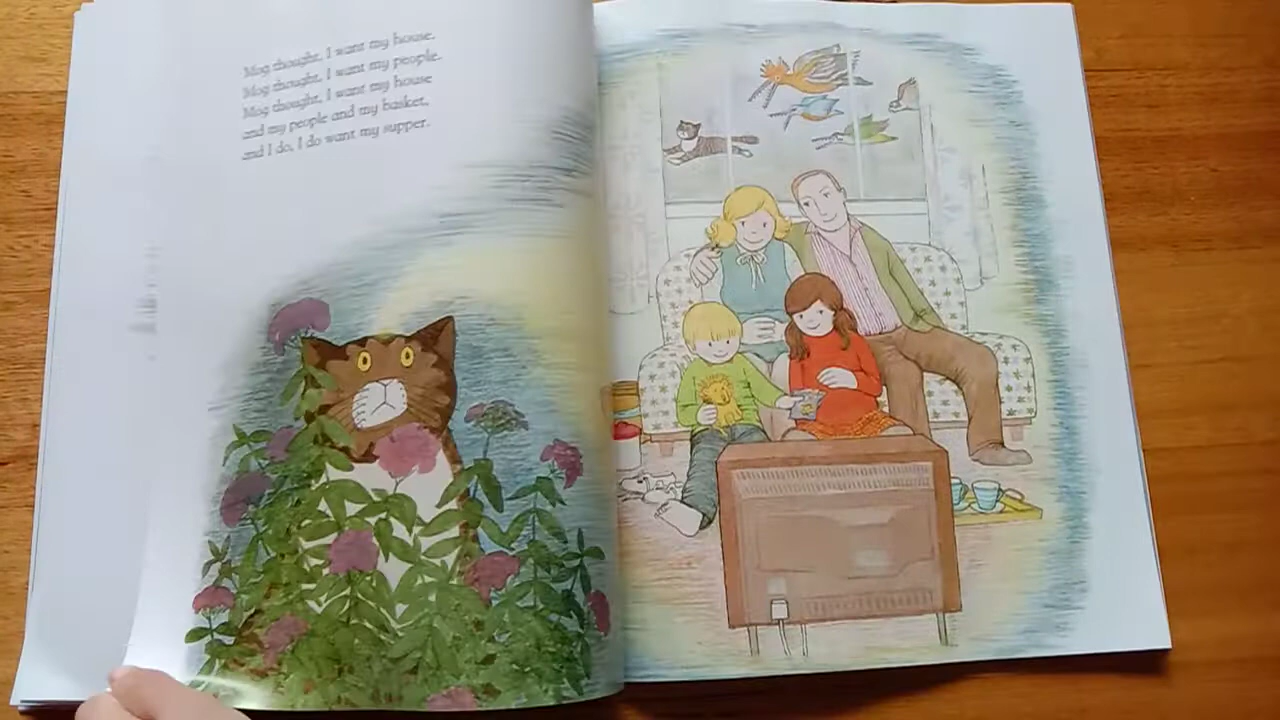 Mog thought, I want my house.
Mog thought, I want my people.
Mog thought, I want my house
and my people and my basket,
and I do, I do want my supper.